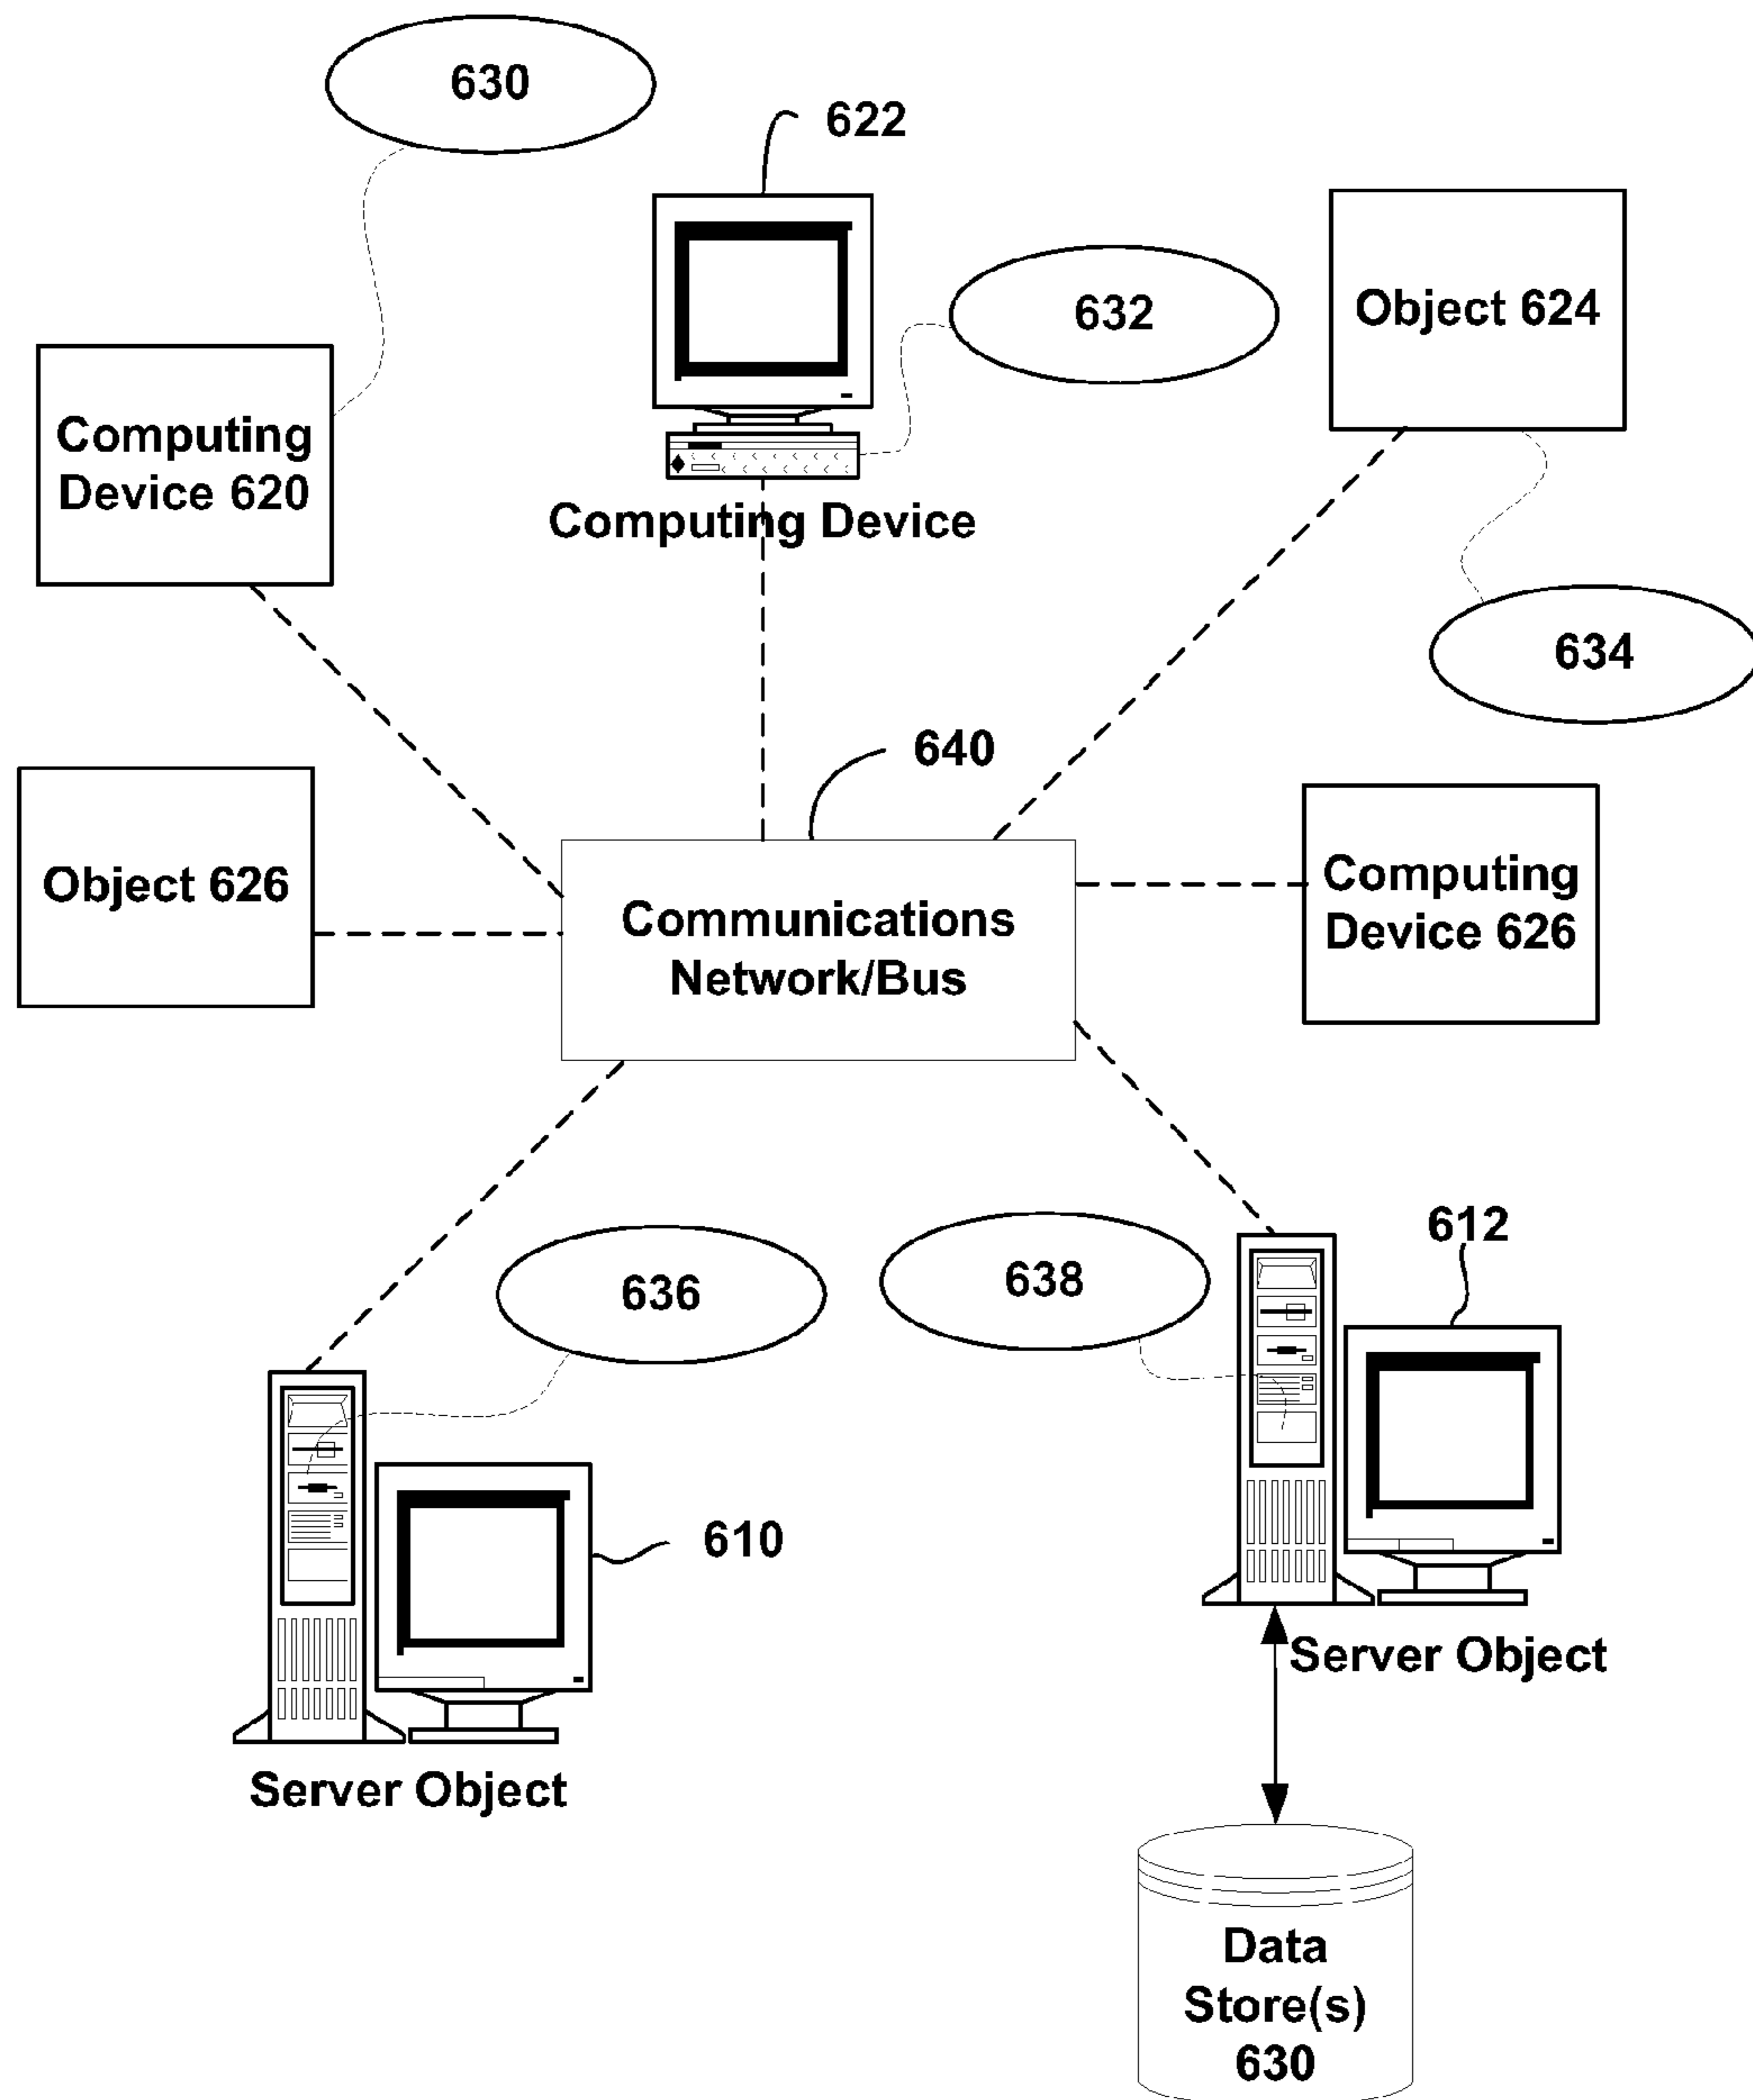 630
622
632
Object 624
Computing
Device 620
Computing Device
634
640
Object 626
Communications
Network/Bus
Computing
Device 626
612
636
638
610
Server Object
Server Object
Data
Store(s)
630